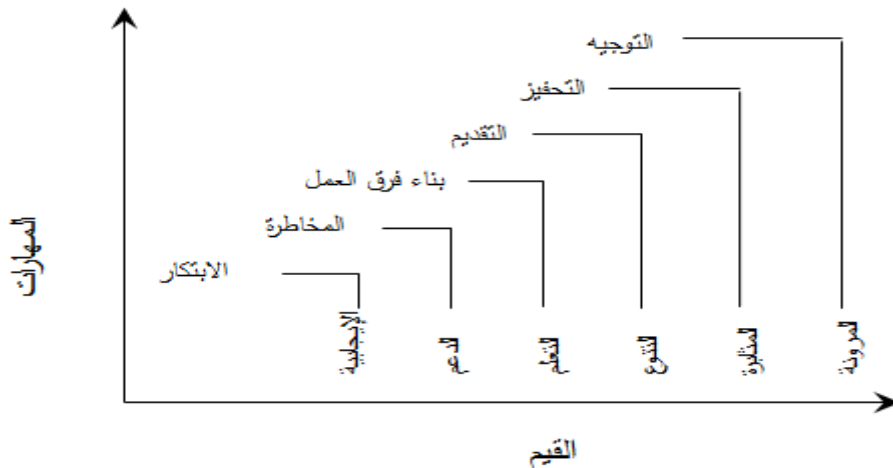 التوجيه
التحفيز
التقديم
بناء فرق العمل
المخاطرة
الابتكار
المهارات
الإيجابية
الدعم
التعلم
التنوع
المثابرة
المرونة
القيم